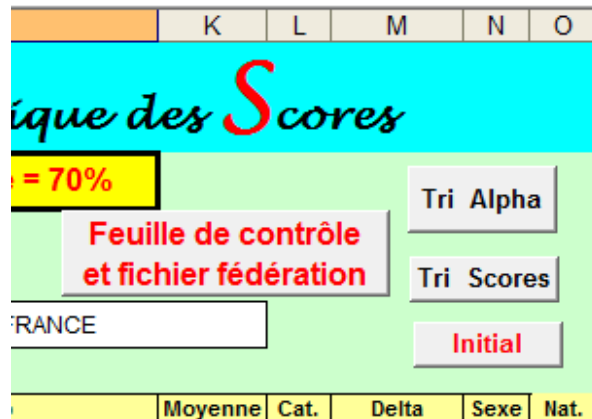 K L M N O
des Scores
= 70%
Tri Alpha
Feuille de contrôle
et fichier fédération
Tri Scores
FRANCE
Initial
Moyenne Cat. Delta Sexe Nat.